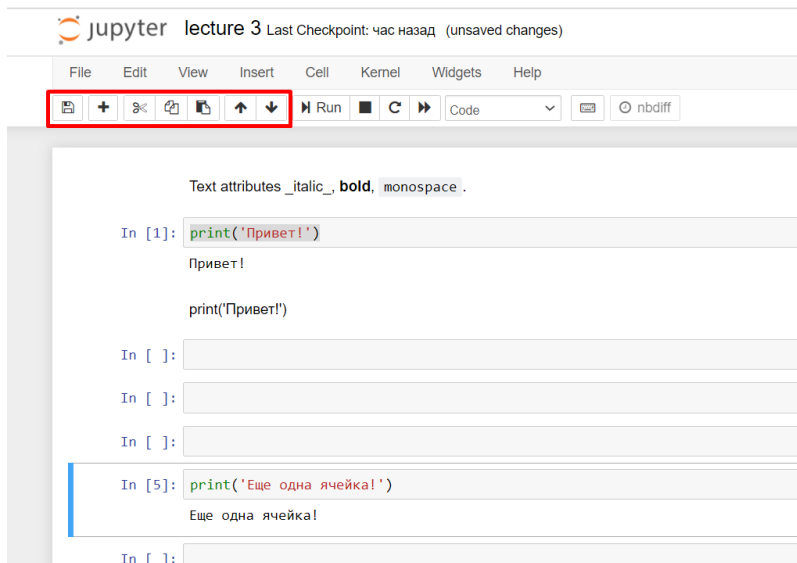 jupyter lecture 3 Last Checkpoint: час назад (unsaved changes)
File Edit View Insert Cell Kernel Widgets Help
Run Code nbdiff
Text attributes _italic_, bold, monospace .
In [1]: print('Привет!')
Привет!
print('Привет!')
In [ ]:
In [ ]:
In [ ]:
In [5]: print('Еще одна ячейка!')
Еще одна ячейка!
In [ ]: